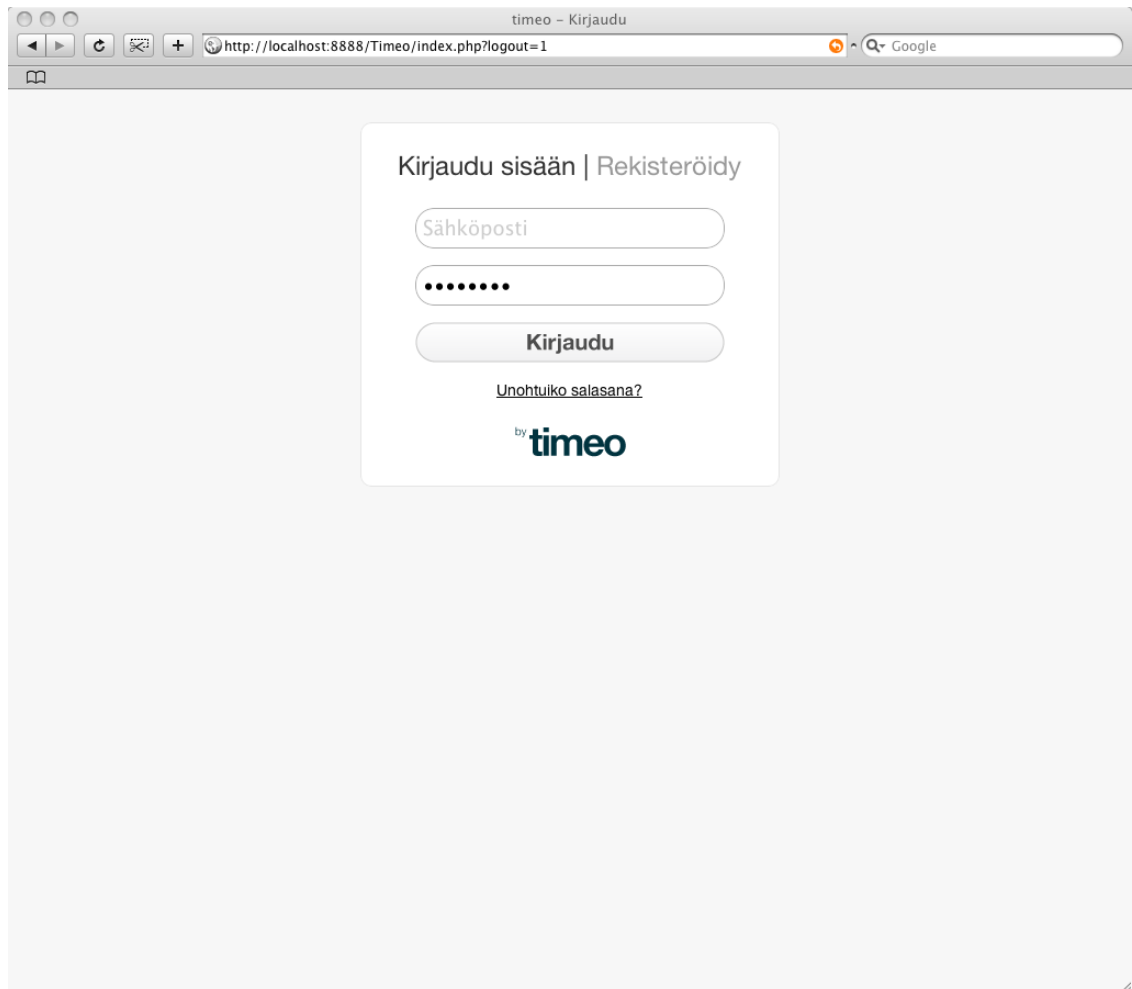 timeo – Kirjaudu
http://localhost:8888/Timeo/index.php?logout=1
Google
Kirjaudu sisään | Rekisteröidy
Sähköposti
••••••••
Kirjaudu
Unohtuiko salasana?
by timeo